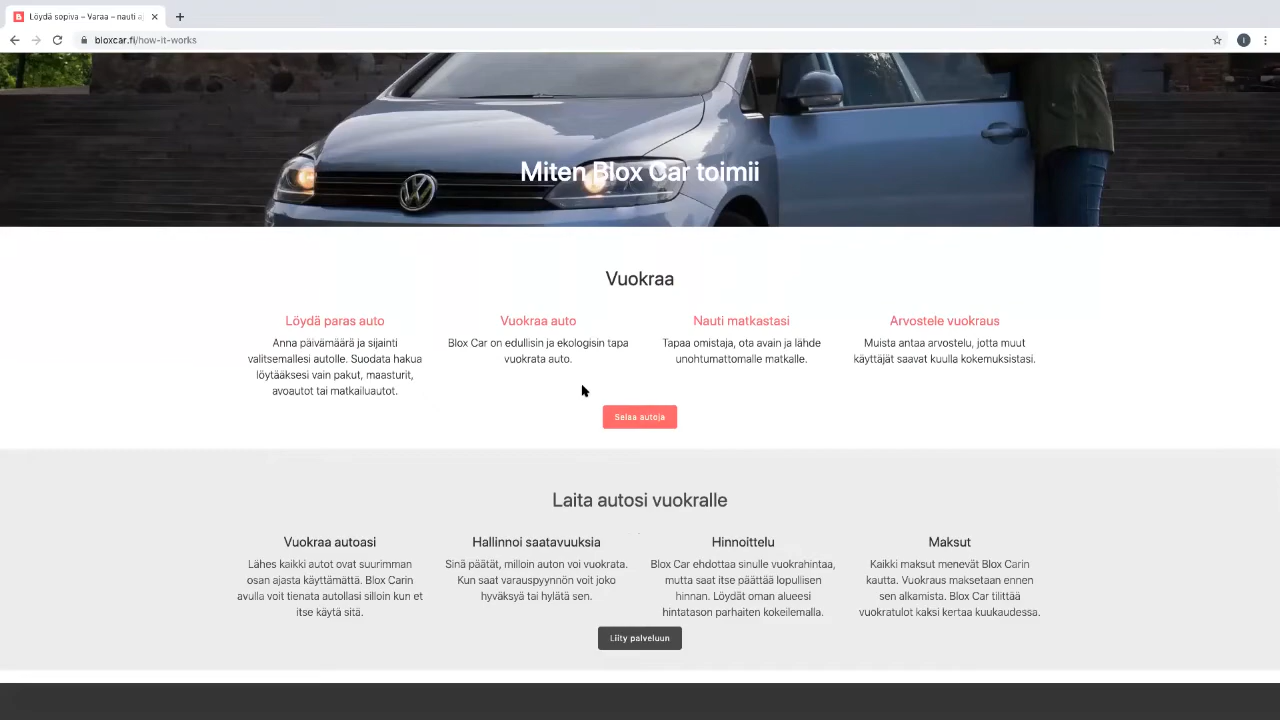 Löydä sopiva – Varaa – nauti a
bloxcar.fi/how-it-works
Miten Blox Car toimii
Vuokraa
Löydä paras auto
Anna päivämäärä ja sijainti
valitsemallesi autolle. Suodata hakua
löytääksesi vain pakut, maasturit,
avoautot tai matkailuautot.
Vuokraa auto
Blox Car on edullisin ja ekologisin tapa
vuokrata auto.
Nauti matkastasi
Tapaa omistaja, ota avain ja lähde
unohtumattomalle matkalle.
Arvostele vuokraus
Muista antaa arvostelu, jotta muut
käyttäjät saavat kuulla kokemuksistasi.
Selaa autoja
Laita autosi vuokralle
Vuokraa autoasi
Lähes kaikki autot ovat suurimman
osan ajasta käyttämättä. Blox Carin
avulla voit tienata autollasi silloin kun et
itse käytä sitä.
Hallinnoi saatavuuksia
Sinä päätät, milloin auton voi vuokrata.
Kun saat varauspyynnön voit joko
hyväksyä tai hylätä sen.
Hinnoittelu
Blox Car ehdottaa sinulle vuokrahintaa,
mutta saat itse päättää lopullisen
hinnan. Löydät oman alueesi
hintatason parhaiten kokeilemalla.
Maksut
Kaikki maksut menevät Blox Carin
kautta. Vuokraus maksetaan ennen
sen alkamista. Blox Car tilittää
vuokratulot kaksi kertaa kuukaudessa.
Liity palveluun